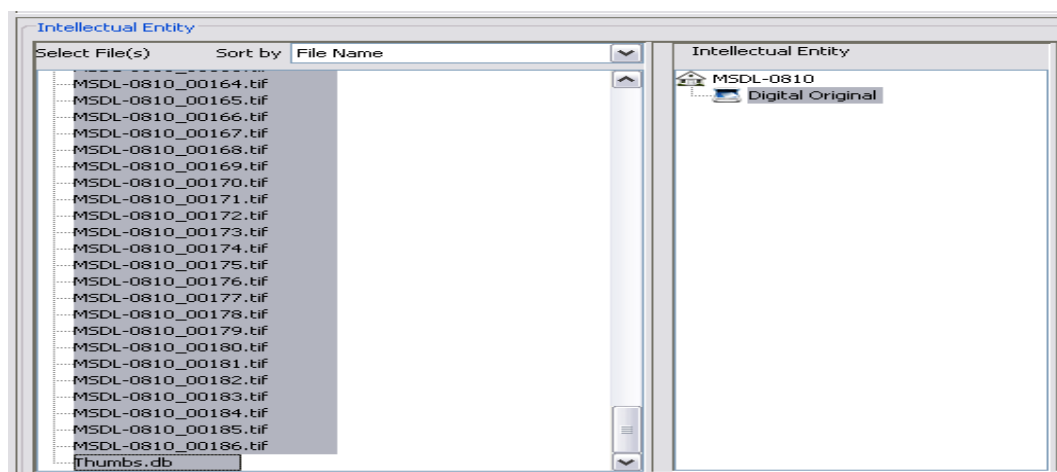 Intellectual Entity
Select File(s) Sort by File Name
MSDL-0810_00164.tif
MSDL-0810_00165.tif
MSDL-0810_00166.tif
MSDL-0810_00167.tif
MSDL-0810_00168.tif
MSDL-0810_00169.tif
MSDL-0810_00170.tif
MSDL-0810_00171.tif
MSDL-0810_00172.tif
MSDL-0810_00173.tif
MSDL-0810_00174.tif
MSDL-0810_00175.tif
MSDL-0810_00176.tif
MSDL-0810_00177.tif
MSDL-0810_00178.tif
MSDL-0810_00179.tif
MSDL-0810_00180.tif
MSDL-0810_00181.tif
MSDL-0810_00182.tif
MSDL-0810_00183.tif
MSDL-0810_00184.tif
MSDL-0810_00185.tif
MSDL-0810_00186.tif
Thumbs.db
Intellectual Entity
MSDL-0810
Digital Original